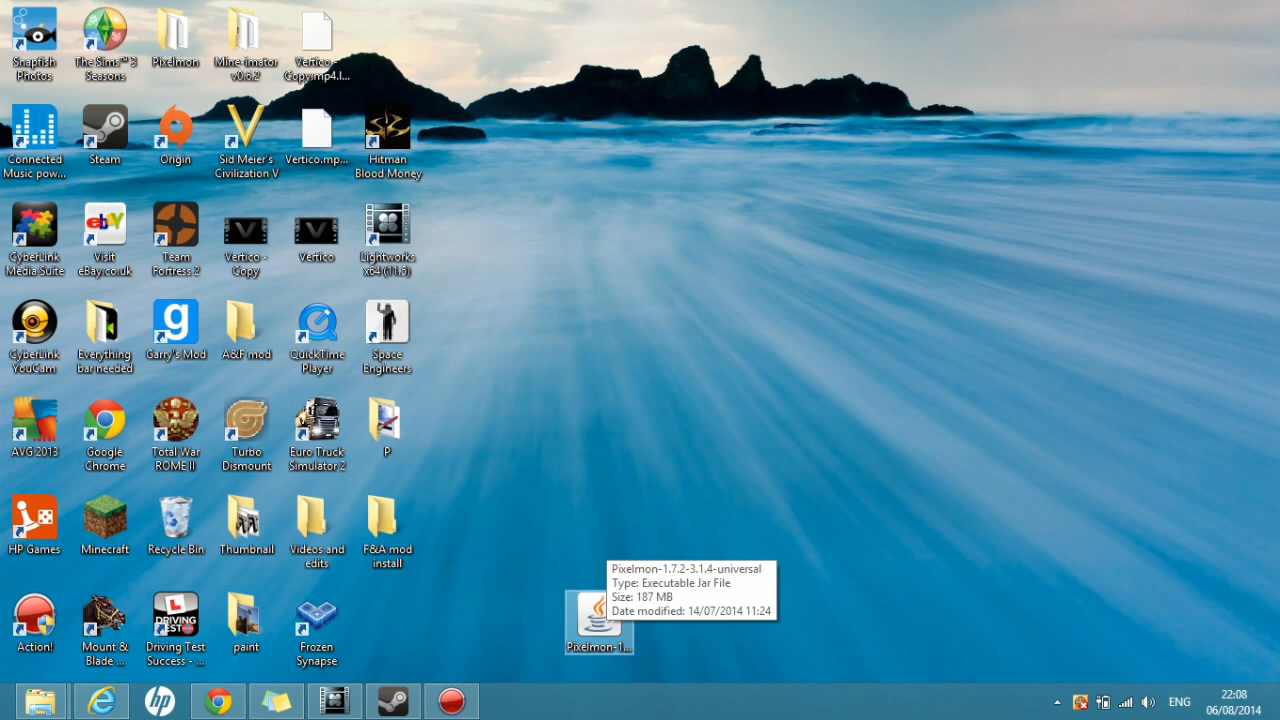 Snapfish
Photos
The Sims™ 3
Seasons
Pixelmon
Mine-imator
v0.6.2
Vertico -
Copy.mp4.l...
Connected
Music pow...
Steam
Origin
Sid Meier's
Civilization V
Vertico.mp...
Hitman
Blood Money
CyberLink
Media Suite
ebY
Visit
eBay.co.uk
Team
Fortress 2
V
Vertico -
Copy
V
Vertico
Lightworks
x64 (11.5)
CyberLink
YouCam
Everything
bar needed
g
Garry's Mod
A&F mod
QuickTime
Player
Space
Engineers
AVG 2013
Google
Chrome
Total War
ROME II
Turbo
Dismount
Euro Truck
Simulator 2
P
HP Games
Minecraft
Recycle Bin
Thumbnail
Videos and
edits
F&A mod
install
Action!
Mount &
Blade ...
L
DRIVING
TEST
Driving Test
Success - ...
paint
Frozen
Synapse
Pixelmon-1.7.2-3.1.4-universal
Type: Executable Jar File
Size: 187 MB
Date modified: 14/07/2014 11:24
Pixelmon-1...
hp
ENG
22:08
06/08/2014